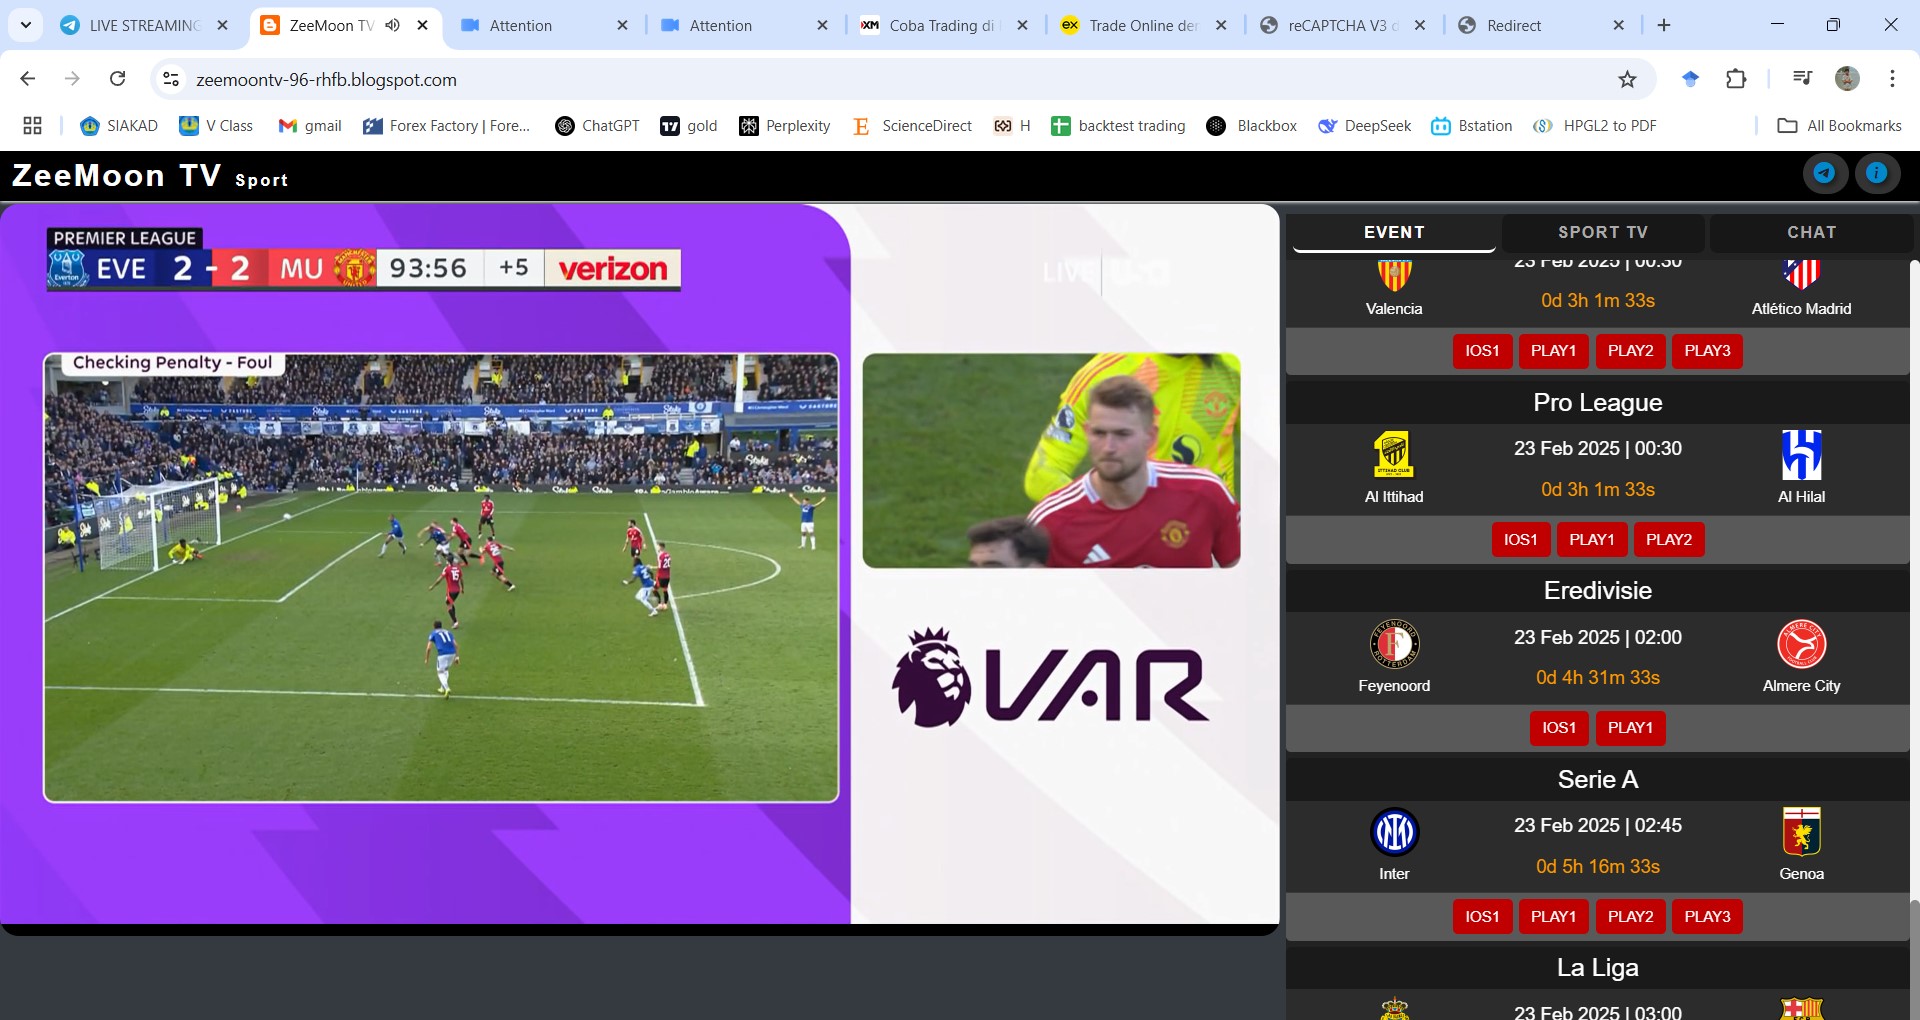 LIVE STREAMING
ZeeMoon TV
Attention
Attention
XM
Coba Trading di
ex
Trade Online der
reCAPTCHA V3 d
Redirect
zeemoontv-96-rhfb.blogspot.com
SIAKAD
V Class
gmail
Forex Factory | Fore...
ChatGPT
17
gold
Perplexity
E
ScienceDirect
H
backtest trading
Blackbox
DeepSeek
Bstation
HPGL2 to PDF
All Bookmarks
ZeeMoon TV Sport
i
PREMIER LEAGUE
EVE 2 - 2 MU 93:56 +5 verizon
LIVE
Checking Penalty - Foul
VAR
EVENT
SPORT TV
CHAT
23 Feb 2025 | 00:30
0d 3h 1m 33s
Valencia
Atlético Madrid
IOS1
PLAY1
PLAY2
PLAY3
Pro League
23 Feb 2025 | 00:30
0d 3h 1m 33s
Al Ittihad
Al Hilal
IOS1
PLAY1
PLAY2
Eredivisie
23 Feb 2025 | 02:00
0d 4h 31m 33s
Feyenoord
Almere City
IOS1
PLAY1
Serie A
23 Feb 2025 | 02:45
0d 5h 16m 33s
Inter
Genoa
IOS1
PLAY1
PLAY2
PLAY3
La Liga
23 Feb 2025 | 03:00